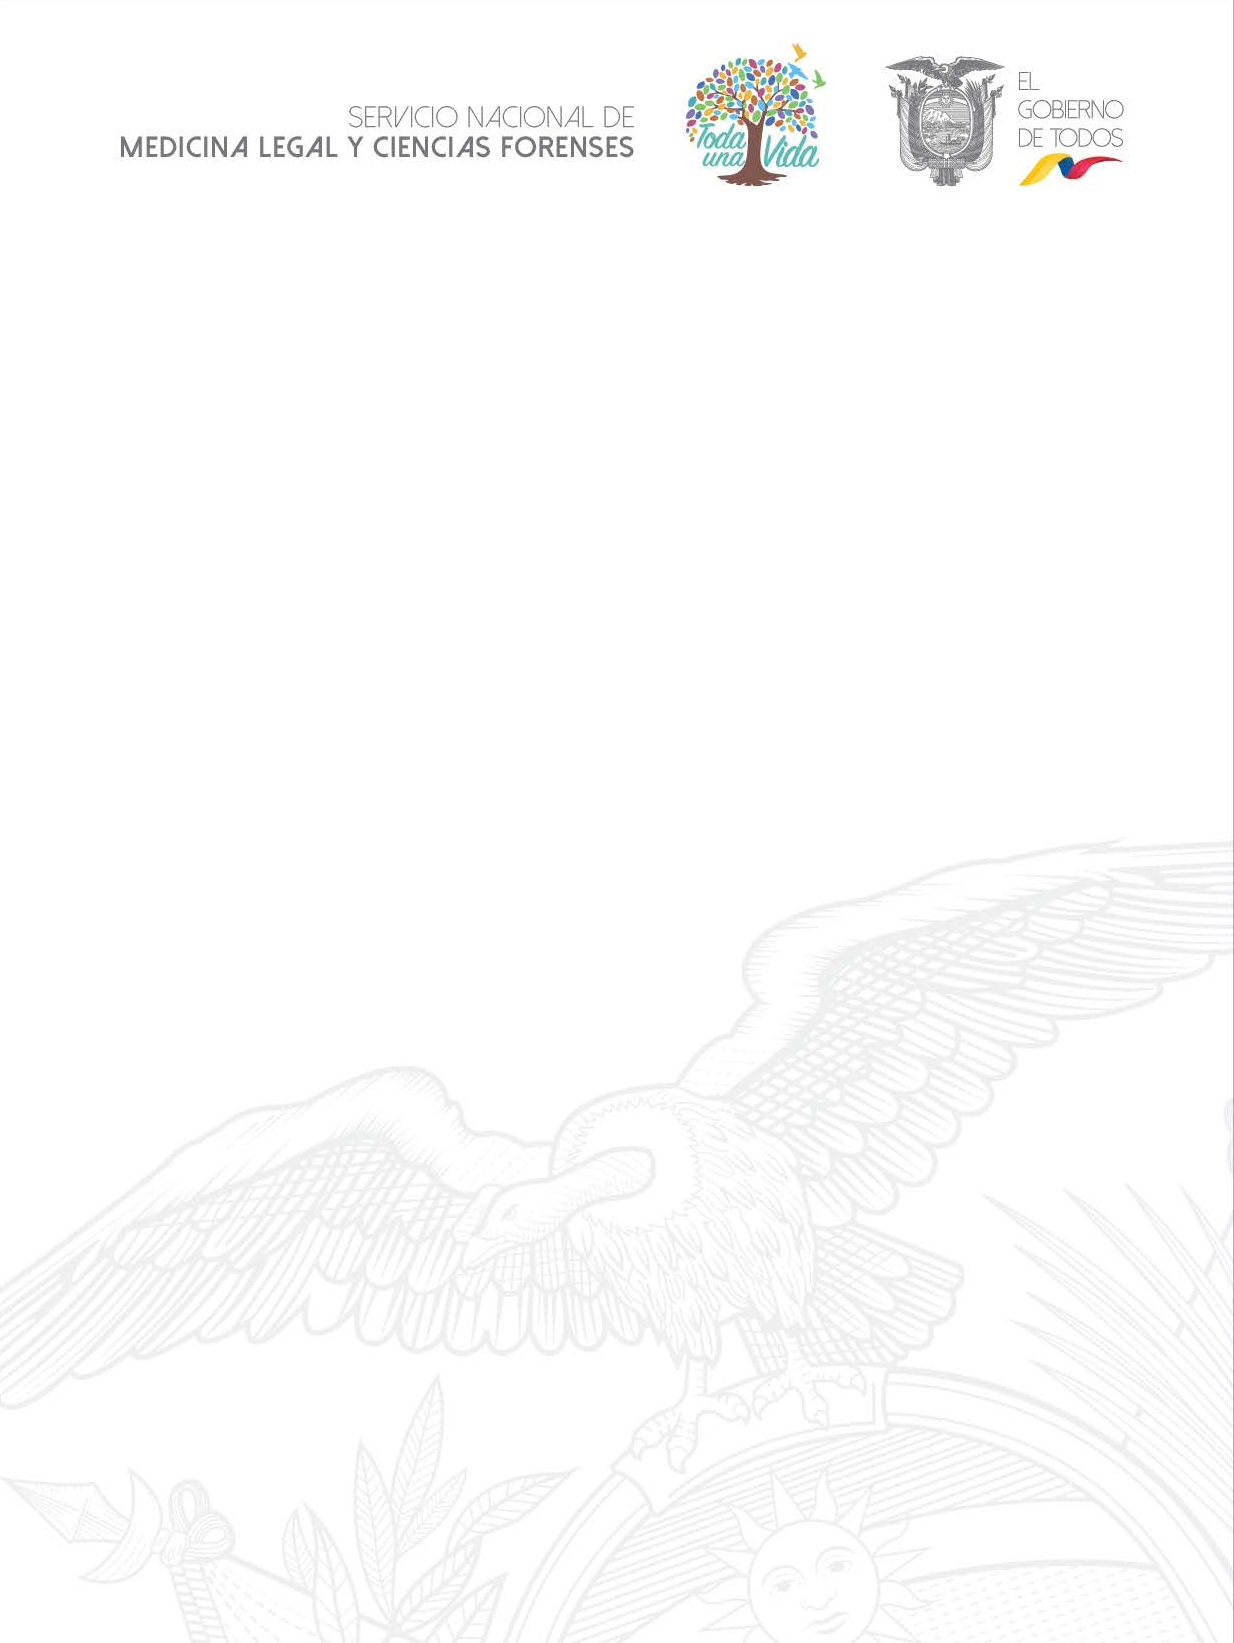 SERVICIO NACIONAL DE
MEDICINA LEGAL Y CIENCIAS FORENSES
Toda
una Vida
EL
GOBIERNO
DE TODOS